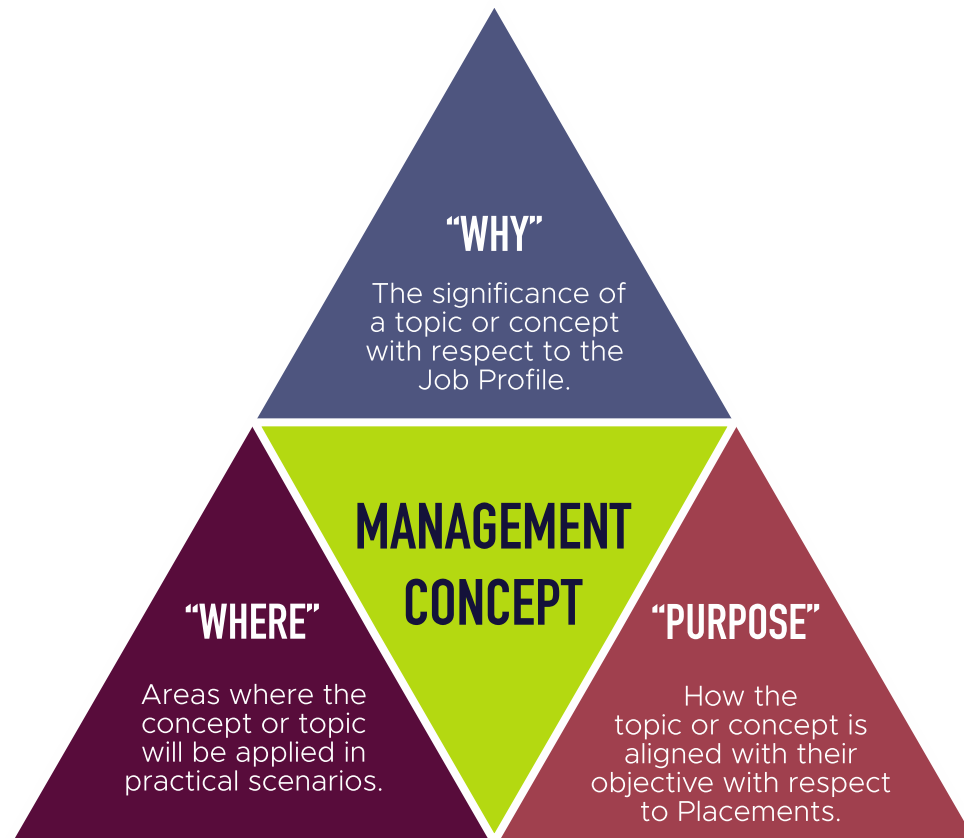 “WHY”
The significance of
a topic or concept
with respect to the
Job Profile.
MANAGEMENT
CONCEPT
“WHERE”
Areas where the
concept or topic
will be applied in
practical scenarios.
“PURPOSE”
How the
topic or concept is
aligned with their
objective with respect
to Placements.